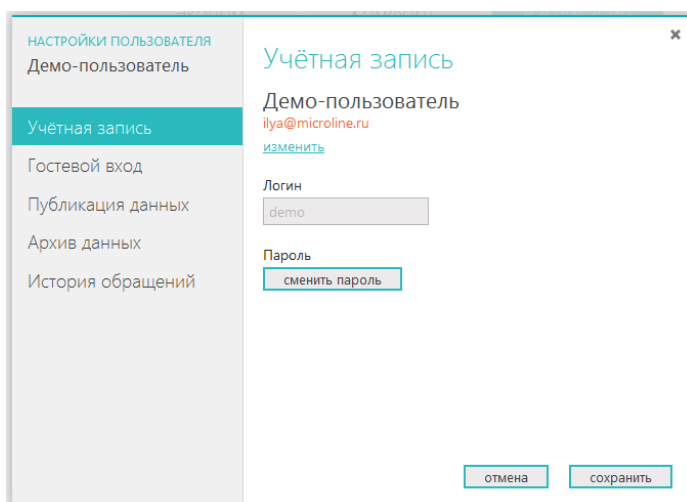 НАСТРОЙКИ ПОЛЬЗОВАТЕЛЯ
Демо-пользователь
Учётная запись
Гостевой вход
Публикация данных
Архив данных
История обращений
Учётная запись
Демо-пользователь
ilya@microline.ru
изменить
Логин
demo
Пароль
сменить пароль
отмена
сохранить